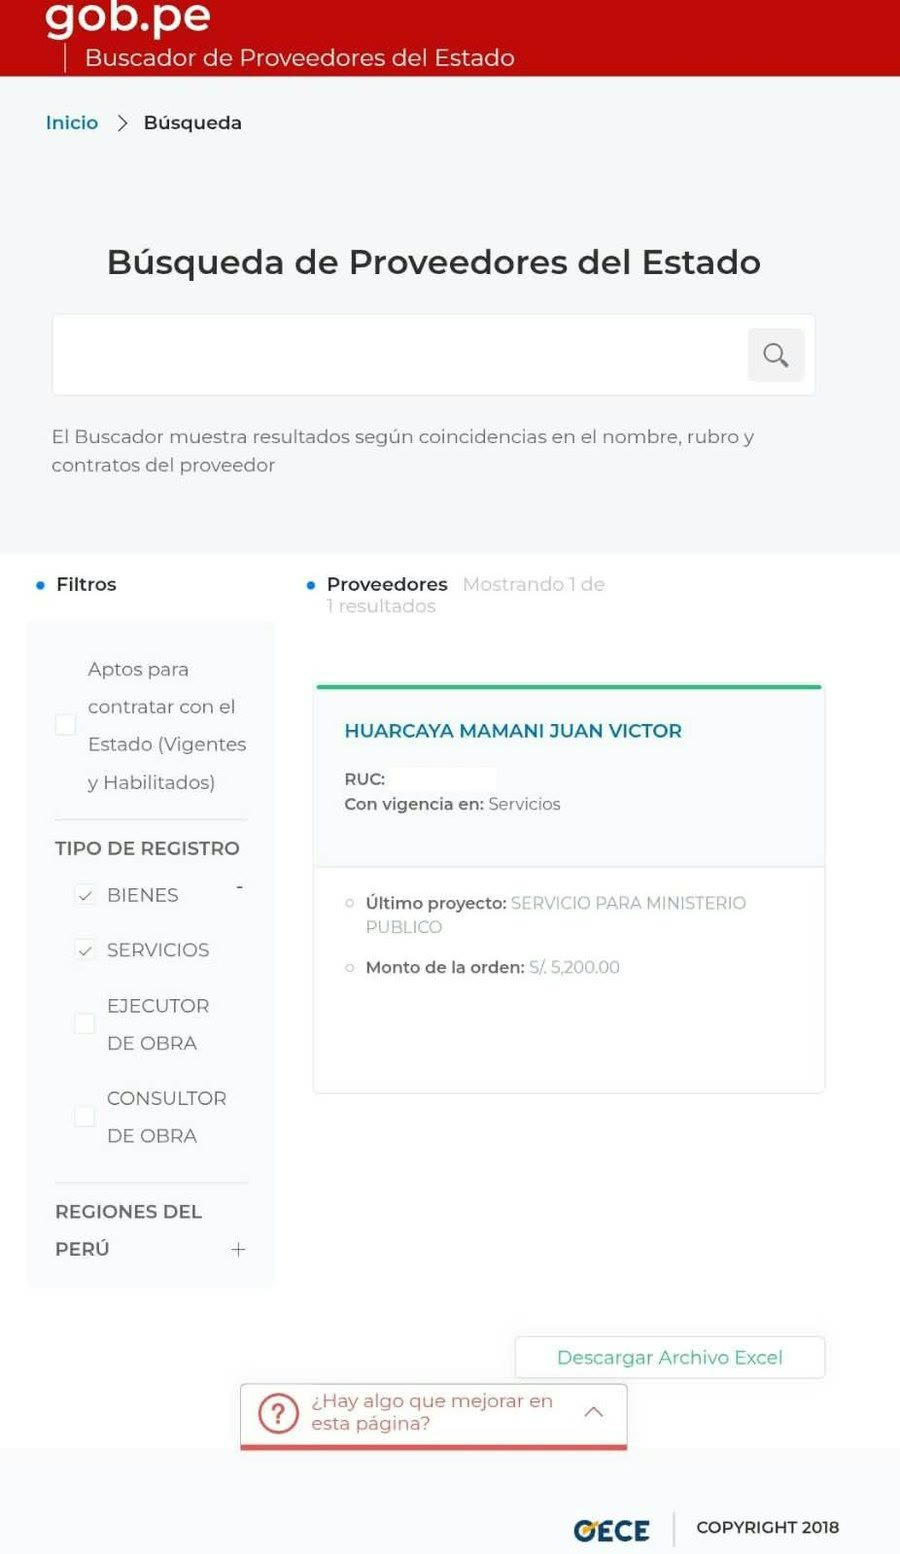 gob.pe
Buscador de Proveedores del Estado
Inicio > Búsqueda
Búsqueda de Proveedores del Estado
El Buscador muestra resultados según coincidencias en el nombre, rubro y
contratos del proveedor
Filtros
Aptos para
contratar con el
Estado (Vigentes
y Habilitados)
TIPO DE REGISTRO
-
BIENES
SERVICIOS
EJECUTOR
DE OBRA
CONSULTOR
DE OBRA
REGIONES DEL
PERÚ +
Proveedores Mostrando 1 de
1 resultados
HUARCAYA MAMANI JUAN VICTOR
RUC:
Con vigencia en: Servicios
Último proyecto: SERVICIO PARA MINISTERIO
PUBLICO
Monto de la orden: S/. 5,200.00
Descargar Archivo Excel
¿Hay algo que mejorar en
esta página?
OECE
COPYRIGHT 2018